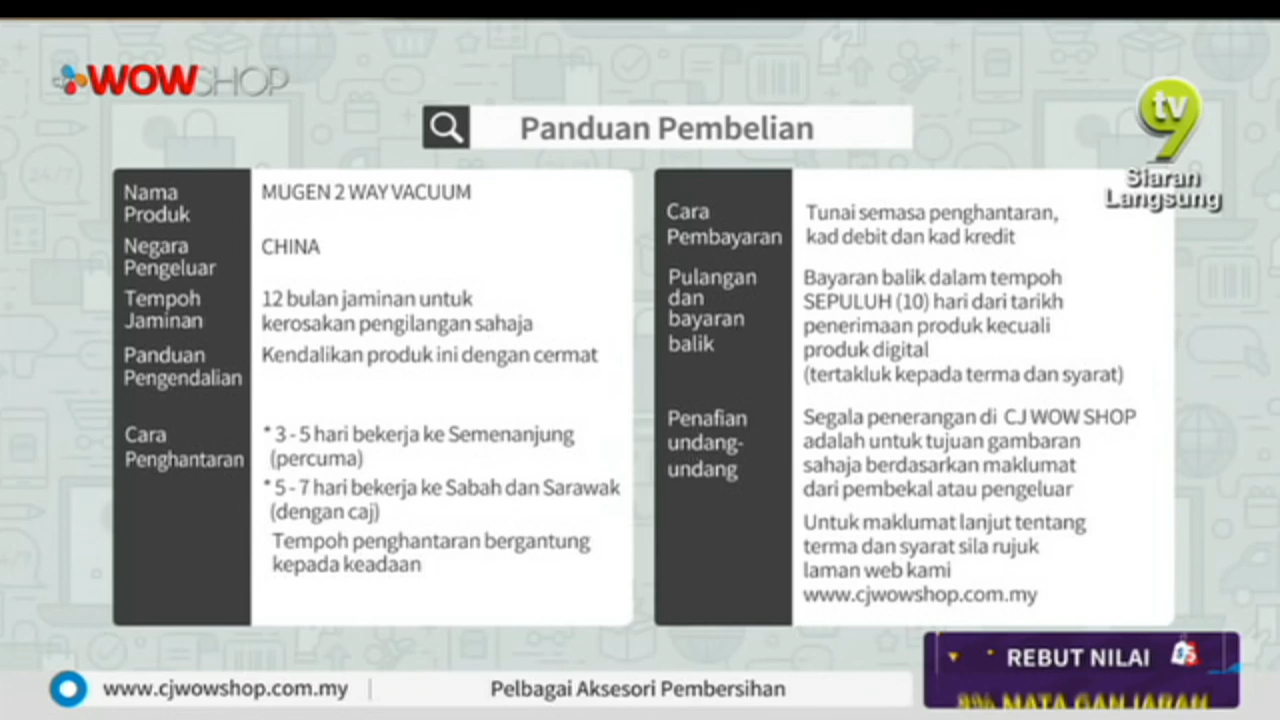 WOWSHOP
tv9
Siaran
Langsung
Panduan Pembelian
Nama
Produk
MUGEN 2 WAY VACUUM
Negara
Pengeluar
CHINA
Tempoh
Jaminan
12 bulan jaminan untuk
kerosakan pengilangan sahaja
Panduan
Pengendalian
Kendalikan produk ini dengan cermat
Cara
Penghantaran
* 3 - 5 hari bekerja ke Semenanjung
(percuma)
* 5 - 7 hari bekerja ke Sabah dan Sarawak
(dengan caj)
Tempoh penghantaran bergantung
kepada keadaan
Cara
Pembayaran
Tunai semasa penghantaran,
kad debit dan kad kredit
Pulangan
dan
bayaran
balik
Bayaran balik dalam tempoh
SEPULUH (10) hari dari tarikh
penerimaan produk kecuali
produk digital
(tertakluk kepada terma dan syarat)
Penafian
undang-
undang
Segala penerangan di CJ WOW SHOP
adalah untuk tujuan gambaran
sahaja berdasarkan maklumat
dari pembekal atau pengeluar
Untuk maklumat lanjut tentang
terma dan syarat sila rujuk
laman web kami
www.cjwowshop.com.my
www.cjwowshop.com.my
Pelbagai Aksesori Pembersihan
REBUT NILAI
MATA GANJARAN